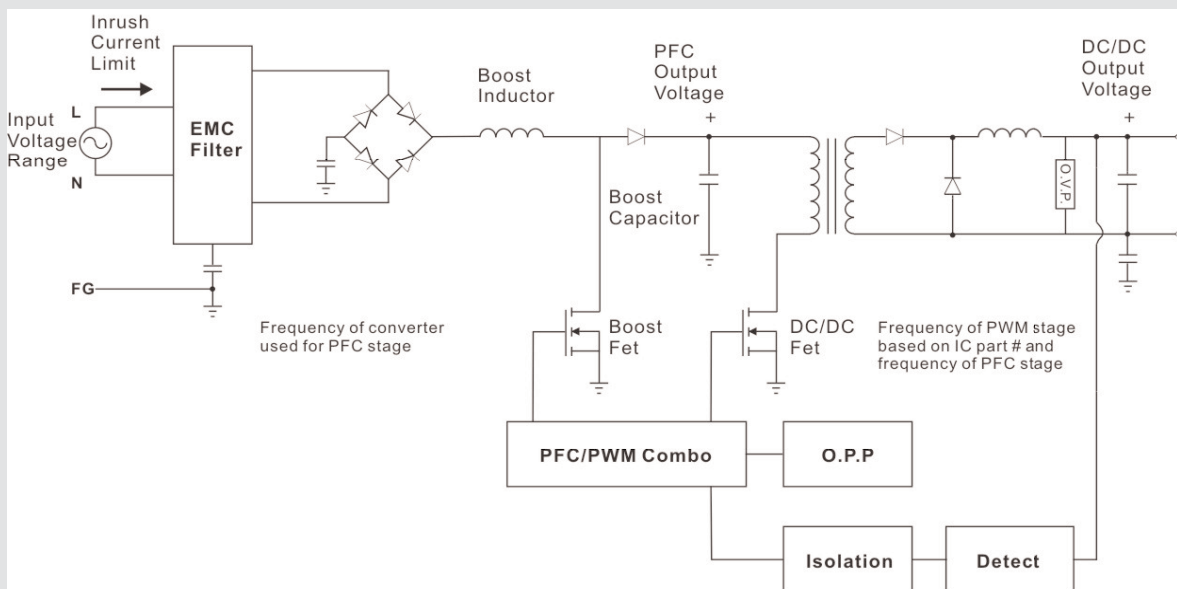 Inrush
Current
Limit
L
Input
Voltage
Range
N
EMC
Filter
FG
Boost
Inductor
PFC
Output
Voltage
+
DC/DC
Output
Voltage
+
O.V.P.
Boost
Capacitor
Frequency of converter
used for PFC stage
Boost
Fet
DC/DC
Fet
Frequency of PWM stage
based on IC part # and
frequency of PFC stage
PFC/PWM Combo
O.P.P
Isolation
Detect